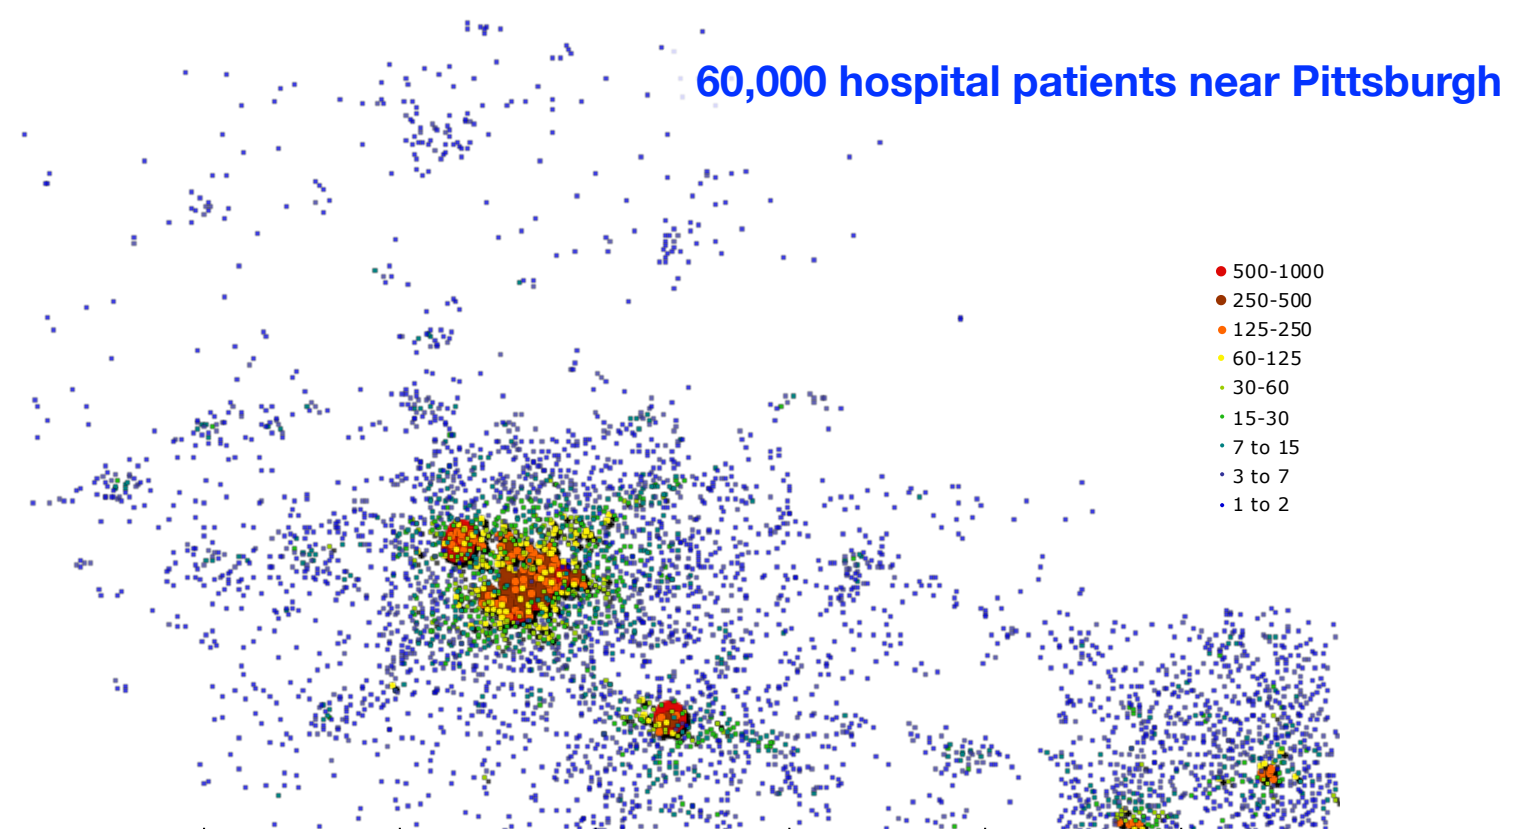 60,000 hospital patients near Pittsburgh
500-1000
250-500
125-250
60-125
30-60
15-30
7 to 15
3 to 7
1 to 2